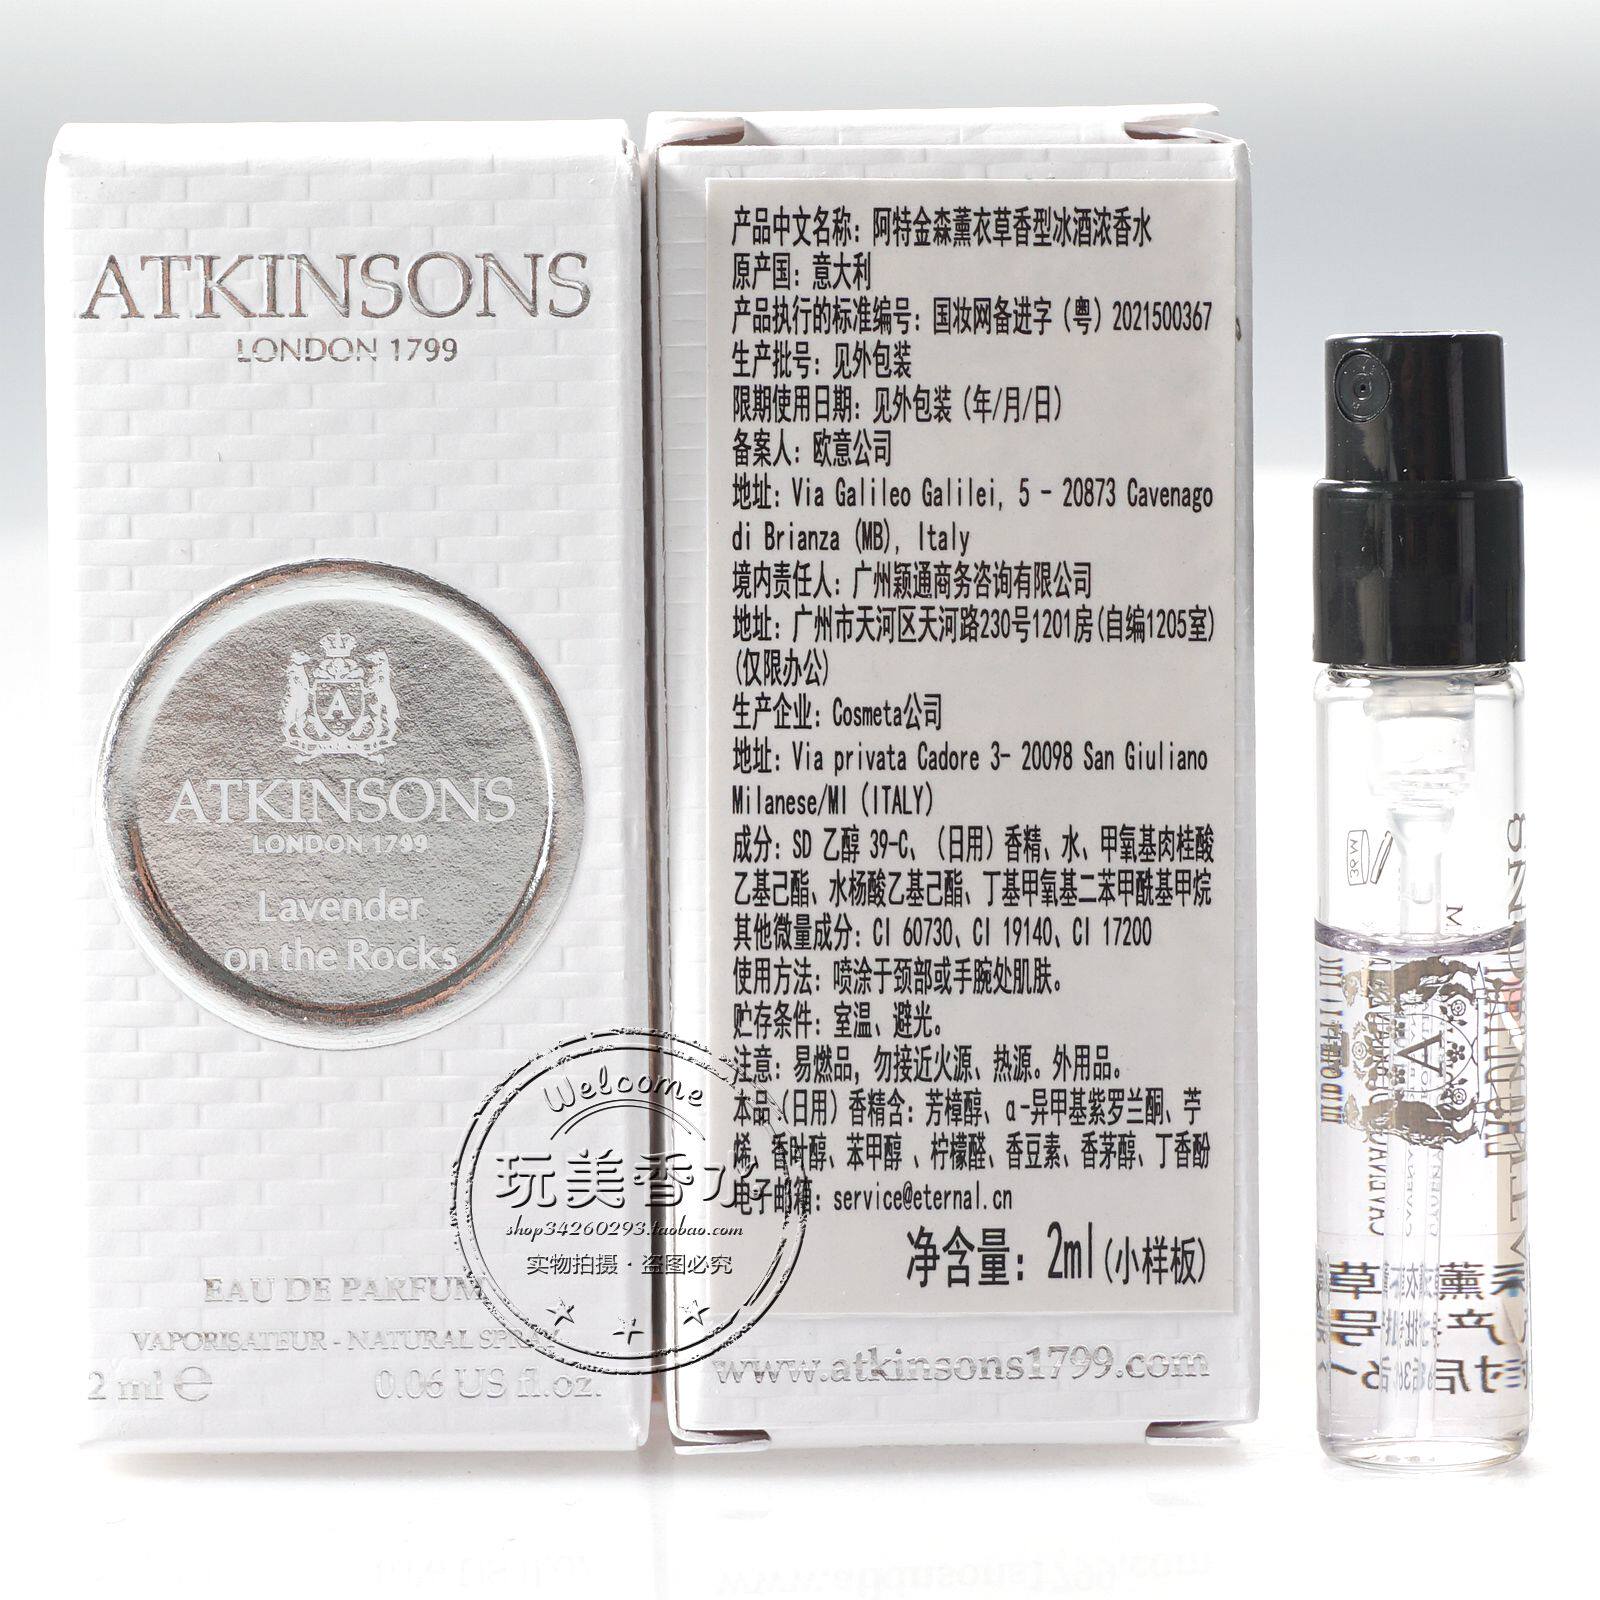 ATKINSONS
LONDON 1799
ATKINSONS
LONDON 1799
Lavender
on the Rocks
EAU DE PARFUM
VAPORISATEUR - NATURAL SPRAY
2 ml ℮ 0.06 US fl.oz.
产品中文名称：阿特金森薰衣草香型冰酒浓香水
原产国：意大利
产品执行的标准编号：国妆网备进字（粤）2021500367
生产批号：见外包装
限期使用日期：见外包装（年/月/日）
备案人：欧意公司
地址：Via Galileo Galilei, 5 - 20873 Cavenago
di Brianza (MB), Italy
境内责任人：广州颖通商务咨询有限公司
地址：广州市天河区天河路230号1201房(自编1205室)
(仅限办公)
生产企业：Cosmeta公司
地址：Via privata Cadore 3- 20098 San Giuliano
Milanese/MI (ITALY)
成分：SD 乙醇 39-C、（日用）香精、水、甲氧基肉桂酸
乙基己酯、水杨酸乙基己酯、丁基甲氧基二苯甲酰基甲烷
其他微量成分：CI 60730、CI 19140、CI 17200
使用方法：喷涂于颈部或手腕处肌肤。
贮存条件：室温、避光。
注意：易燃品，勿接近火源、热源。外用品。
本品（日用）香精含：芳樟醇、α-异甲基紫罗兰酮、苧
烯、香叶醇、苯甲醇 、柠檬醛、香豆素、香茅醇、丁香酚
电子邮箱：service@eternal.cn
净含量：2ml(小样板)
www.atkinsons1799.com
Welcome
玩美香水
shop34260293.taobao.com
实物拍摄·盗图必究
36M